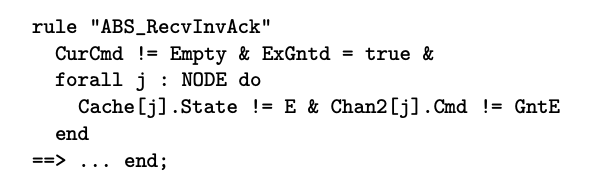 rule "ABS_RecvInvAck"
CurCmd != Empty & ExGntd = true &
forall j : NODE do
Cache[j].State != E & Chan2[j].Cmd != GntE
end
==> ... end;